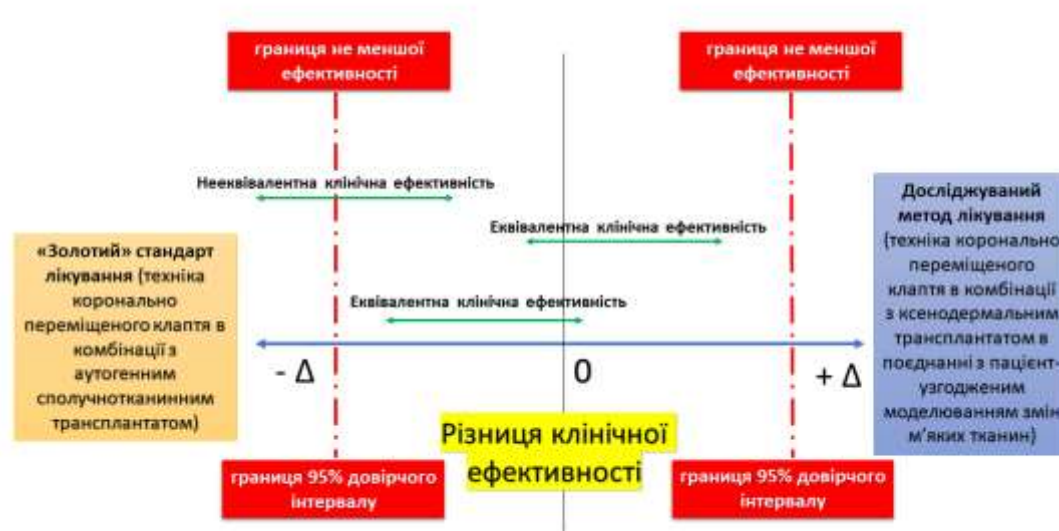 границя не меншої
ефективності
границя не меншої
ефективності
Нееквівалентна клінічна ефективність
Еквівалентна клінічна ефективність
Еквівалентна клінічна ефективність
«Золотий» стандарт
лікування (техніка
коронально
переміщеного клаптя в
комбінації з
аутогенним
сполучнотканинним
трансплантатом)
Досліджуваний
метод лікування
(техніка коронально
переміщеного
клаптя в комбінації
з ксенодермальним
трансплантатом в
поєднанні з пацієнт-
узгодженим
моделюванням змін
м’яких тканин)
- Δ
0
+ Δ
Різниця клінічної
ефективності
границя 95% довірчого
інтервалу
границя 95% довірчого
інтервалу